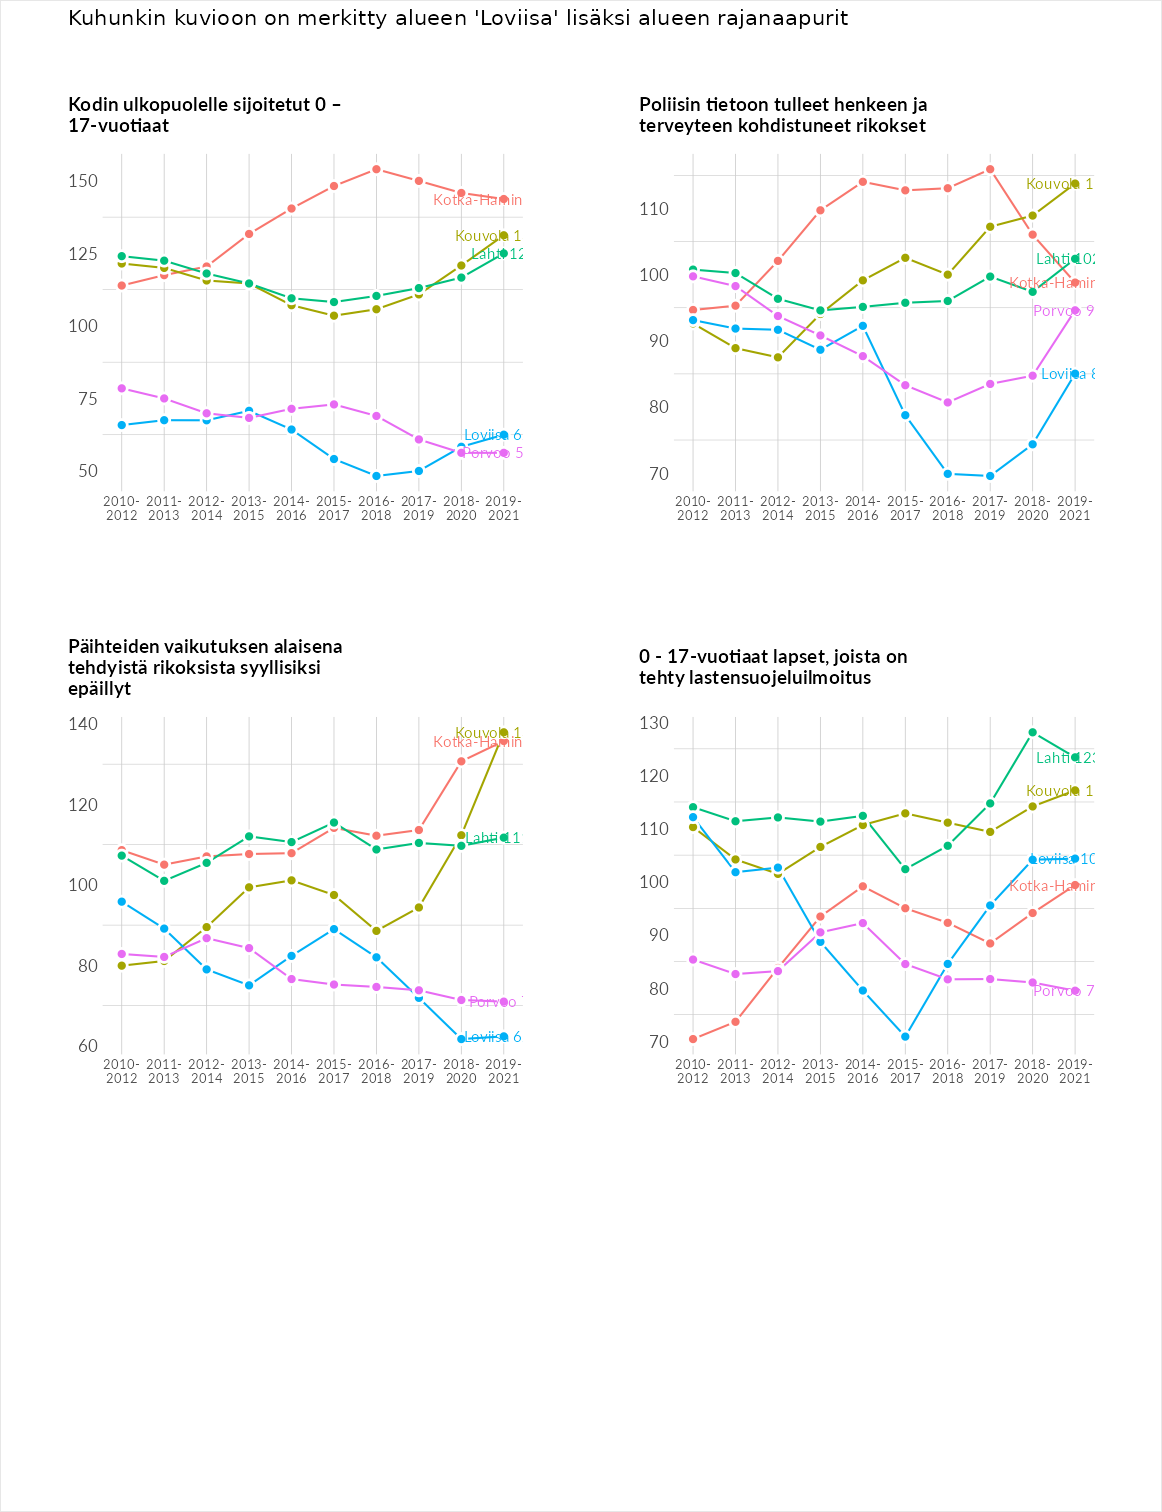 Kuhunkin kuvioon on merkitty alueen 'Loviisa' lisäksi alueen rajanaapurit
Kodin ulkopuolelle sijoitetut 0 –
17-vuotiaat
150
125
100
75
50
Kotka-Hamin
Kouvola 1
Lahti 12
Loviisa 6
Porvoo 5
2010- 2011- 2012- 2013- 2014- 2015- 2016- 2017- 2018- 2019-
2012 2013 2014 2015 2016 2017 2018 2019 2020 2021
Poliisin tietoon tulleet henkeen ja
terveyteen kohdistuneet rikokset
110
100
90
80
70
Kouvola 1
Lahti 102
Kotka-Hamin
Porvoo 9
Loviisa 8
2010- 2011- 2012- 2013- 2014- 2015- 2016- 2017- 2018- 2019-
2012 2013 2014 2015 2016 2017 2018 2019 2020 2021
Päihteiden vaikutuksen alaisena
tehdyistä rikoksista syyllisiksi
epäillyt
140
120
100
80
60
Kouvola 1
Kotka-Hamin
Lahti 11
Porvoo
Loviisa 6
2010- 2011- 2012- 2013- 2014- 2015- 2016- 2017- 2018- 2019-
2012 2013 2014 2015 2016 2017 2018 2019 2020 2021
0 - 17-vuotiaat lapset, joista on
tehty lastensuojeluilmoitus
130
120
110
100
90
80
70
Lahti 123
Kouvola 1
Loviisa 10
Kotka-Hamin
Porvoo 7
2010- 2011- 2012- 2013- 2014- 2015- 2016- 2017- 2018- 2019-
2012 2013 2014 2015 2016 2017 2018 2019 2020 2021